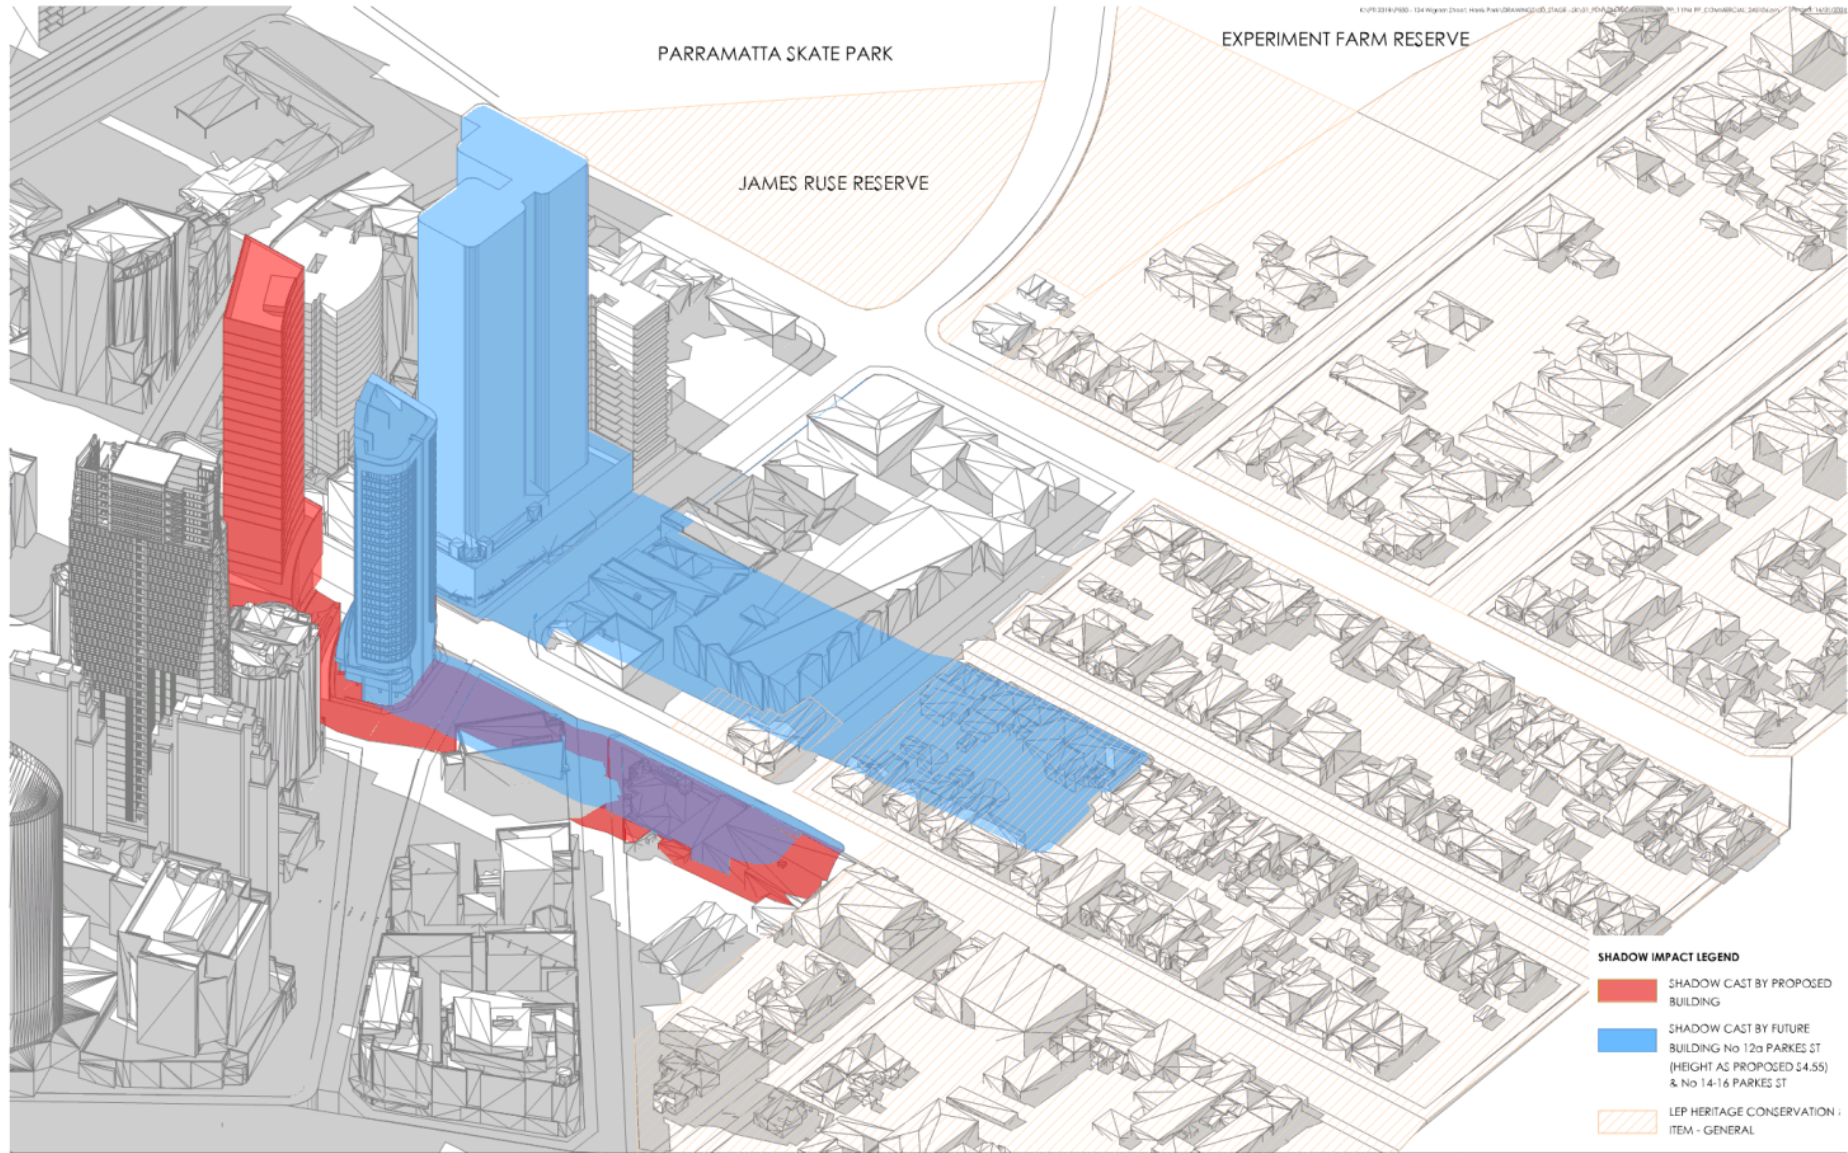 PARRAMATTA SKATE PARK
EXPERIMENT FARM RESERVE
JAMES RUSE RESERVE
SHADOW IMPACT LEGEND
SHADOW CAST BY PROPOSED
BUILDING
SHADOW CAST BY FUTURE
BUILDING No 12a PARKES ST
(HEIGHT AS PROPOSED S4.55)
& No 14-16 PARKES ST
LEP HERITAGE CONSERVATION
ITEM - GENERAL